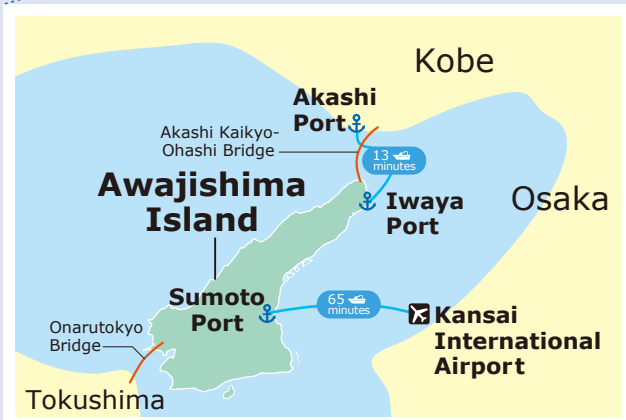 Kobe
Akashi
Port
Akashi Kaikyo-
Ohashi Bridge
13
minutes
Awajishima
Island
Iwaya
Port
Osaka
Sumoto
Port
65
minutes
Kansai
International
Airport
Onarutokyo
Bridge
Tokushima